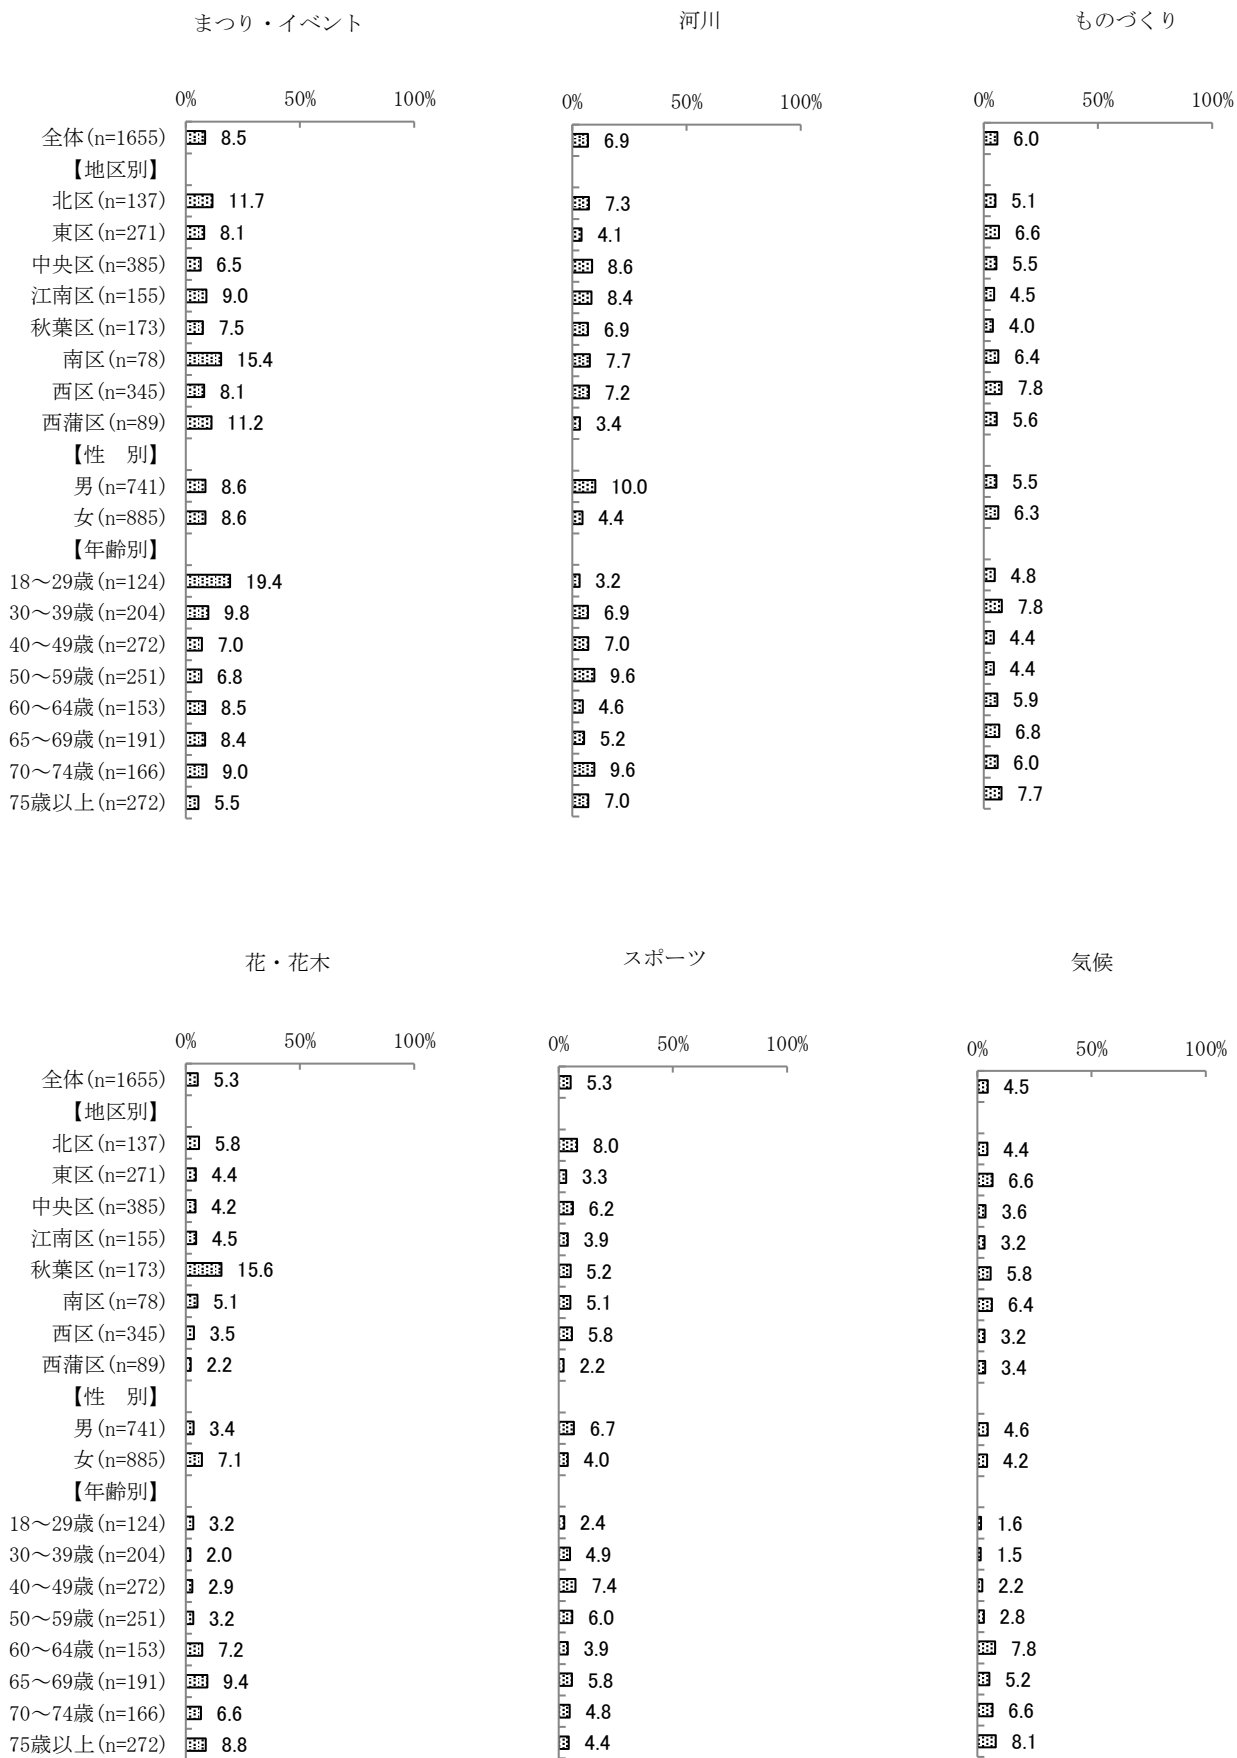 まつり・イベント 河川 ものづくり
0% 50% 100% 0% 50% 100% 0% 50% 100%
全体(n=1655) 8.5 6.9 6.0
【地区別】
北区(n=137) 11.7 7.3 5.1
東区(n=271) 8.1 4.1 6.6
中央区(n=385) 6.5 8.6 5.5
江南区(n=155) 9.0 8.4 4.5
秋葉区(n=173) 7.5 6.9 4.0
南区(n=78) 15.4 7.7 6.4
西区(n=345) 8.1 7.2 7.8
西蒲区(n=89) 11.2 3.4 5.6
【性　別】
男(n=741) 8.6 10.0 5.5
女(n=885) 8.6 4.4 6.3
【年齢別】
18～29歳(n=124) 19.4 3.2 4.8
30～39歳(n=204) 9.8 6.9 7.8
40～49歳(n=272) 7.0 7.0 4.4
50～59歳(n=251) 6.8 9.6 4.4
60～64歳(n=153) 8.5 4.6 5.9
65～69歳(n=191) 8.4 5.2 6.8
70～74歳(n=166) 9.0 9.6 6.0
75歳以上(n=272) 5.5 7.0 7.7
花・花木 スポーツ 気候
0% 50% 100% 0% 50% 100% 0% 50% 100%
全体(n=1655) 5.3 5.3 4.5
【地区別】
北区(n=137) 5.8 8.0 4.4
東区(n=271) 4.4 3.3 6.6
中央区(n=385) 4.2 6.2 3.6
江南区(n=155) 4.5 3.9 3.2
秋葉区(n=173) 15.6 5.2 5.8
南区(n=78) 5.1 5.1 6.4
西区(n=345) 3.5 5.8 3.2
西蒲区(n=89) 2.2 2.2 3.4
【性　別】
男(n=741) 3.4 6.7 4.6
女(n=885) 7.1 4.0 4.2
【年齢別】
18～29歳(n=124) 3.2 2.4 1.6
30～39歳(n=204) 2.0 4.9 1.5
40～49歳(n=272) 2.9 7.4 2.2
50～59歳(n=251) 3.2 6.0 2.8
60～64歳(n=153) 7.2 3.9 7.8
65～69歳(n=191) 9.4 5.8 5.2
70～74歳(n=166) 6.6 4.8 6.6
75歳以上(n=272) 8.8 4.4 8.1